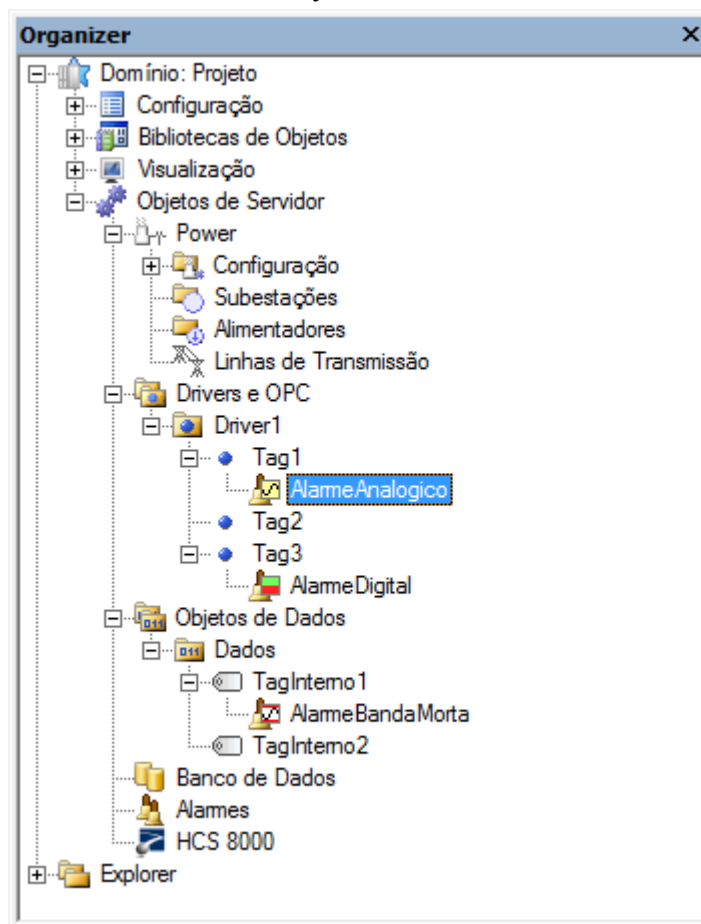 Organizer
Domínio: Projeto
Configuração
Bibliotecas de Objetos
Visualização
Objetos de Servidor
Power
Configuração
Subestações
Alimentadores
Linhas de Transmissão
Drivers e OPC
Driver1
Tag1
AlarmeAnalogico
Tag2
Tag3
AlarmeDigital
Objetos de Dados
Dados
TagInterno1
AlarmeBandaMorta
TagInterno2
Banco de Dados
Alarmes
HCS 8000
Explorer